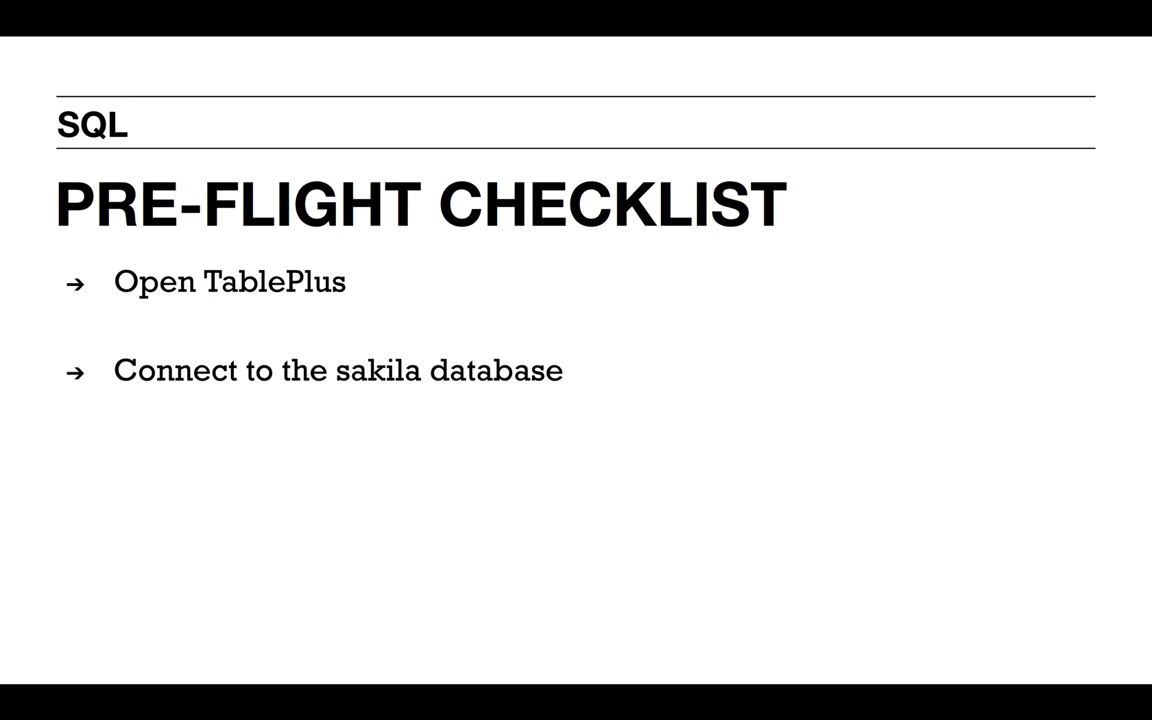 SQL
PRE-FLIGHT CHECKLIST
➔ Open TablePlus
➔ Connect to the sakila database